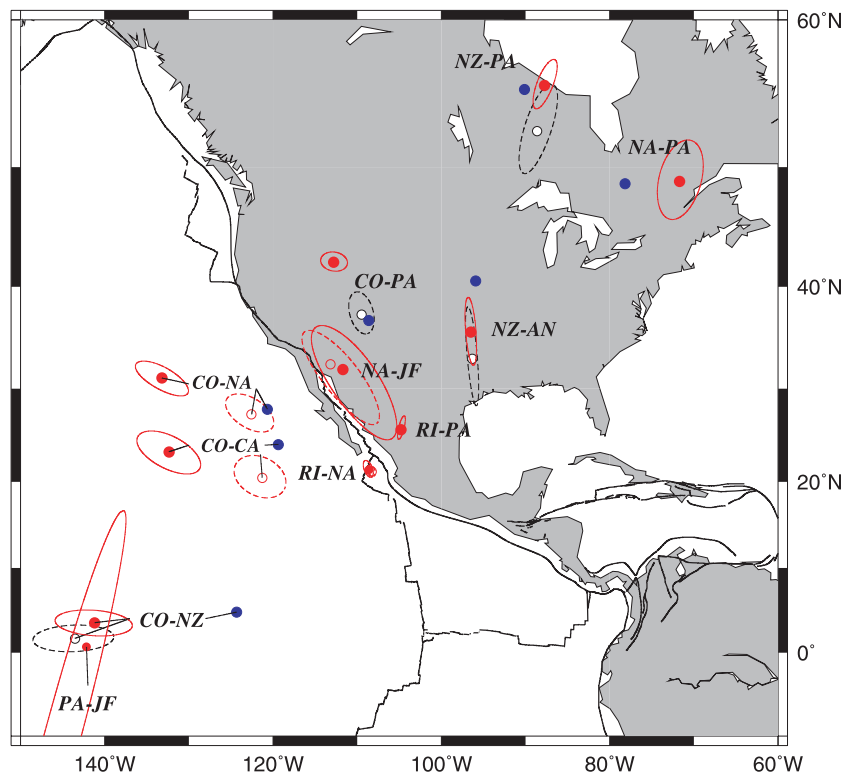 60°N
NZ-PA
NA-PA
CO-PA
40°N
NZ-AN
NA-JF
CO-NA
RI-PA
CO-CA
RI-NA
20°N
CO-NZ
0°
PA-JF
140°W 120°W 100°W 80°W 60°W